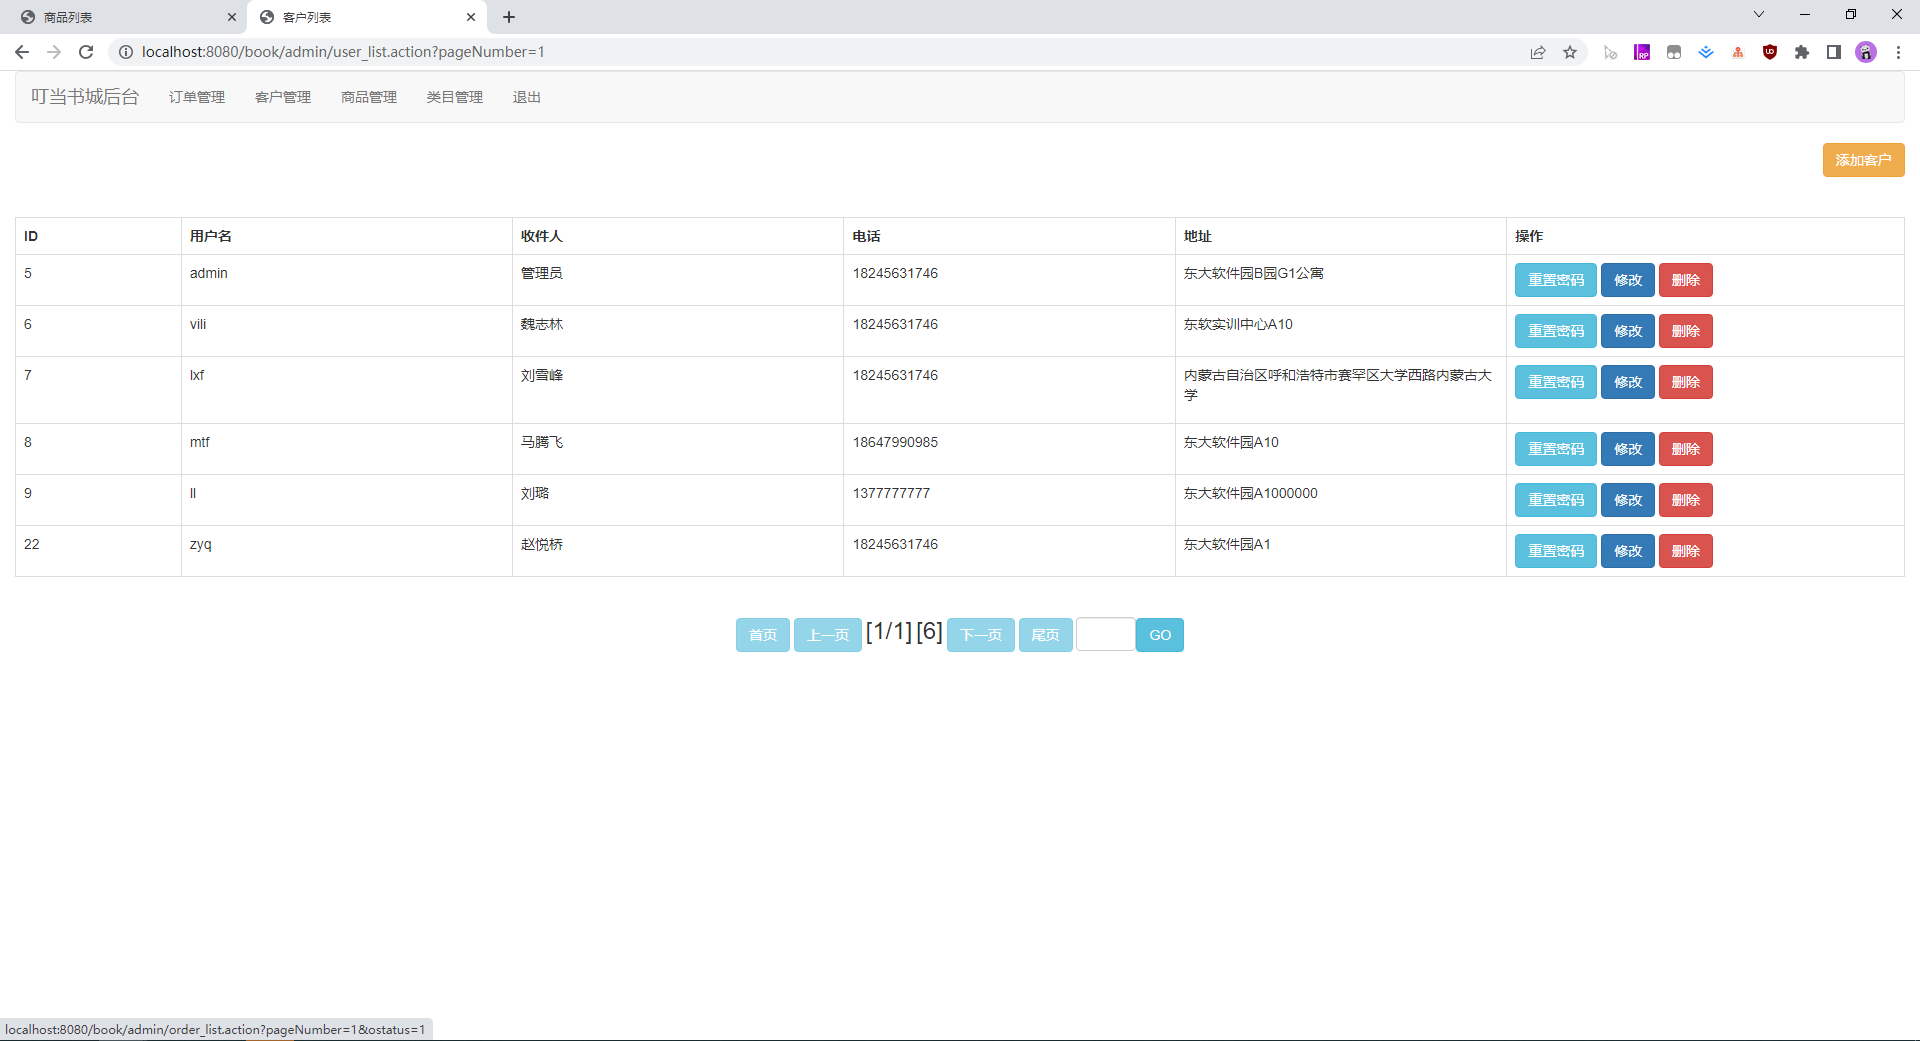 商品列表 客户列表
localhost:8080/book/admin/user_list.action?pageNumber=1
叮当书城后台 订单管理 客户管理 商品管理 类目管理 退出
添加客户
ID 用户名 收件人 电话 地址 操作
5 admin 管理员 18245631746 东大软件园B园G1公寓 重置密码 修改 删除
6 vili 魏志林 18245631746 东软实训中心A10 重置密码 修改 删除
7 lxf 刘雪峰 18245631746 内蒙古自治区呼和浩特市赛罕区大学西路内蒙古大 重置密码 修改 删除
学
8 mtf 马腾飞 18647990985 东大软件园A10 重置密码 修改 删除
9 ll 刘璐 1377777777 东大软件园A1000000 重置密码 修改 删除
22 zyq 赵悦桥 18245631746 东大软件园A1 重置密码 修改 删除
首页 上一页 [1/1] [6] 下一页 尾页 GO
localhost:8080/book/admin/order_list.action?pageNumber=1&ostatus=1